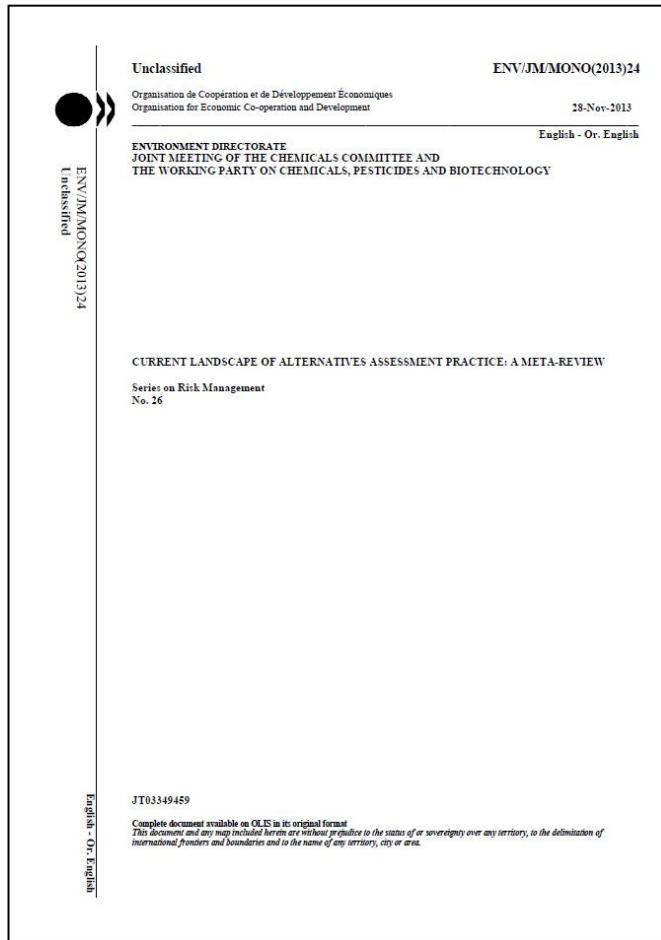 Unclassified
ENV/JM/MONO(2013)24
Organisation de Coopération et de Développement Économiques
Organisation for Economic Co-operation and Development
28-Nov-2013
English - Or. English
ENVIRONMENT DIRECTORATE
JOINT MEETING OF THE CHEMICALS COMMITTEE AND
THE WORKING PARTY ON CHEMICALS, PESTICIDES AND BIOTECHNOLOGY
ENV/JM/MONO(2013)24
Unclassified
CURRENT LANDSCAPE OF ALTERNATIVES ASSESSMENT PRACTICE: A META-REVIEW
Series on Risk Management
No. 26
JT03349459
Complete document available on OLIS in its original format
This document and any map included herein are without prejudice to the status of or sovereignty over any territory, to the delimitation of
international frontiers and boundaries and to the name of any territory, city or area.
English - Or. English